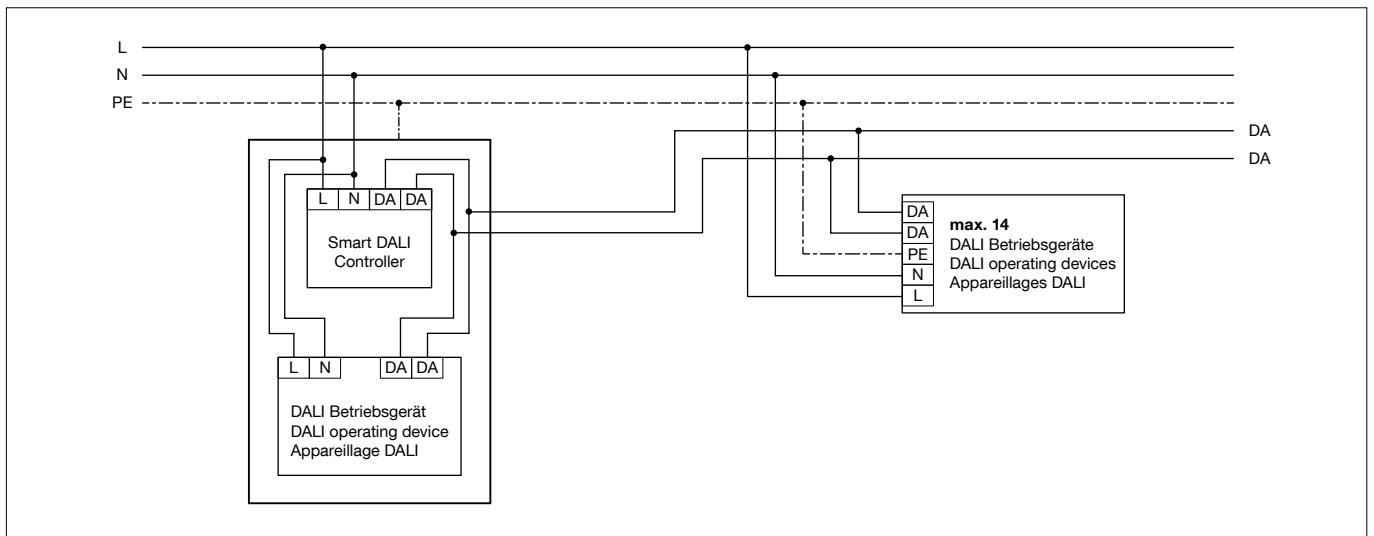 L
N
PE
DA
DA
L N DA DA
Smart DALI
Controller
DA
DA
PE
N
L
max. 14
DALI Betriebsgeräte
DALI operating devices
Appareillages DALI
L N DA DA
DALI Betriebsgerät
DALI operating device
Appareillage DALI